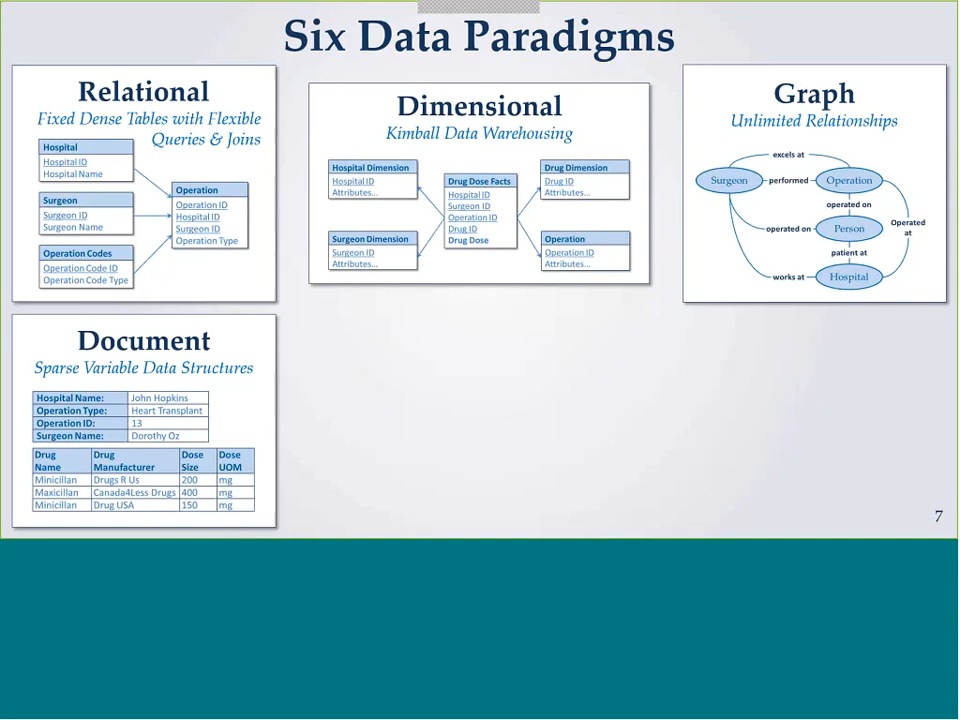 Six Data Paradigms
Relational
Fixed Dense Tables with Flexible
Queries & Joins
Hospital
Hospital ID
Hospital Name
Surgeon
Surgeon ID
Surgeon Name
Operation Codes
Operation Code ID
Operation Code Type
Operation
Operation ID
Hospital ID
Surgeon ID
Operation Type
Dimensional
Kimball Data Warehousing
Hospital Dimension
Hospital ID
Attributes...
Surgeon Dimension
Surgeon ID
Attributes...
Drug Dose Facts
Hospital ID
Surgeon ID
Operation ID
Drug ID
Drug Dose
Drug Dimension
Drug ID
Attributes...
Operation
Operation ID
Attributes...
Graph
Unlimited Relationships
excels at
Surgeon performed Operation
operated on
operated on Person
Operated
at
patient at
works at Hospital
Document
Sparse Variable Data Structures
Hospital Name: John Hopkins
Operation Type: Heart Transplant
Operation ID: 13
Surgeon Name: Dorothy Oz
Drug Drug Dose Dose
Name Manufacturer Size UOM
Minicillan Drugs R Us 200 mg
Maxicillan Canada4Less Drugs 400 mg
Minicillan Drug USA 150 mg
7